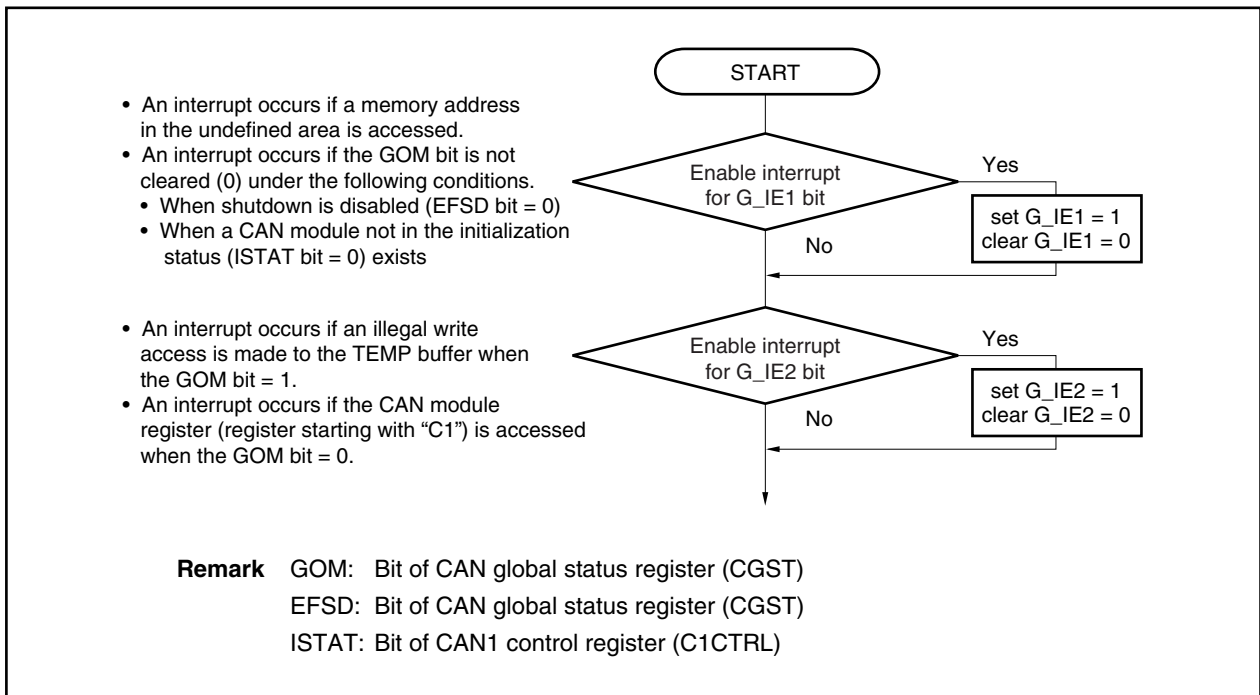 START
• An interrupt occurs if a memory address
in the undefined area is accessed.
• An interrupt occurs if the GOM bit is not
cleared (0) under the following conditions.
• When shutdown is disabled (EFSD bit = 0)
• When a CAN module not in the initialization
status (ISTAT bit = 0) exists
Enable interrupt
for G_IE1 bit
Yes
set G_IE1 = 1
clear G_IE1 = 0
No
• An interrupt occurs if an illegal write
access is made to the TEMP buffer when
the GOM bit = 1.
• An interrupt occurs if the CAN module
register (register starting with “C1”) is accessed
when the GOM bit = 0.
Enable interrupt
for G_IE2 bit
Yes
set G_IE2 = 1
clear G_IE2 = 0
No
Remark GOM: Bit of CAN global status register (CGST)
EFSD: Bit of CAN global status register (CGST)
ISTAT: Bit of CAN1 control register (C1CTRL)